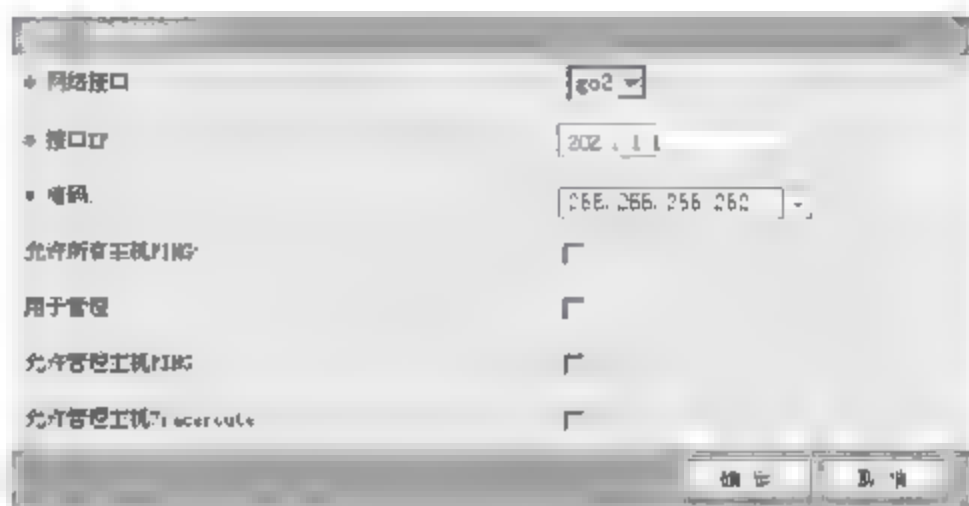 * 网络接口 ge2
* 接口IP 202.1.1.1
* 掩码: 255.255.255.252
允许所有主机PING
用于管理
允许管理主机PING
允许管理主机Traceroute
确 定 取 消